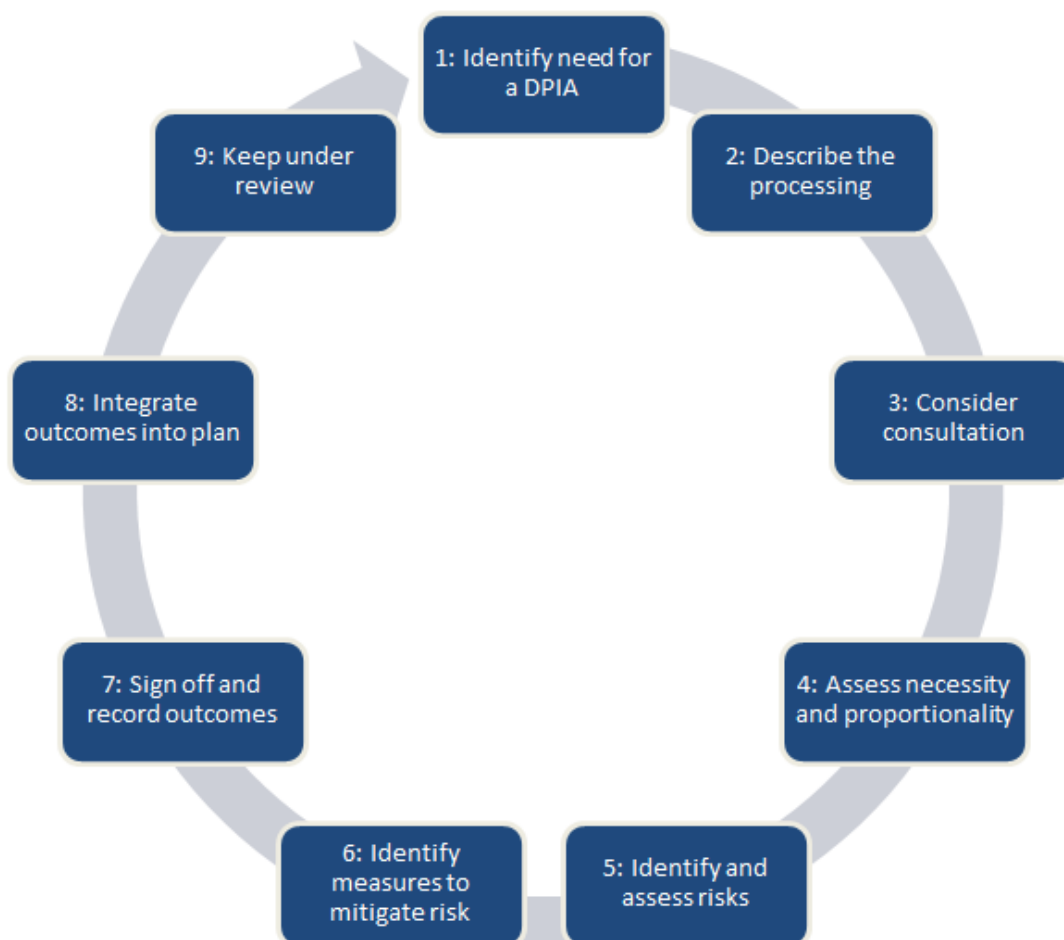 1: Identify need for
a DPIA
2: Describe the
processing
3: Consider
consultation
4: Assess necessity
and proportionality
5: Identify and
assess risks
6: Identify
measures to
mitigate risk
7: Sign off and
record outcomes
8: Integrate
outcomes into plan
9: Keep under
review